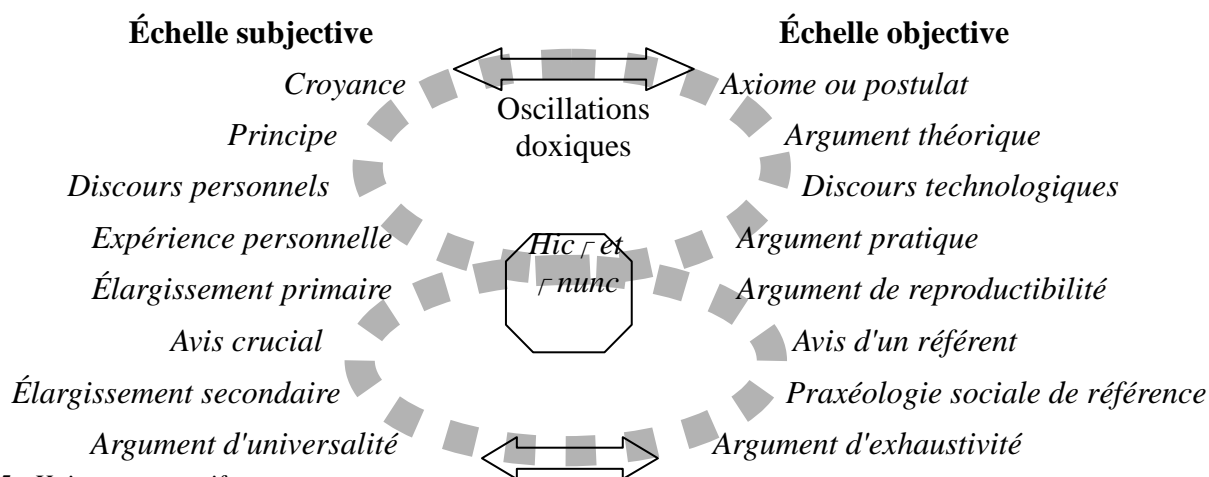 Échelle subjective
Échelle objective
Croyance
Axiome ou postulat
Oscillations
doxiques
Principe
Argument théorique
Discours personnels
Discours technologiques
Expérience personnelle
Hic ┌ et
┌ nunc
Argument pratique
Élargissement primaire
Argument de reproductibilité
Avis crucial
Avis d'un référent
Élargissement secondaire
Praxéologie sociale de référence
Argument d'universalité
Argument d'exhaustivité